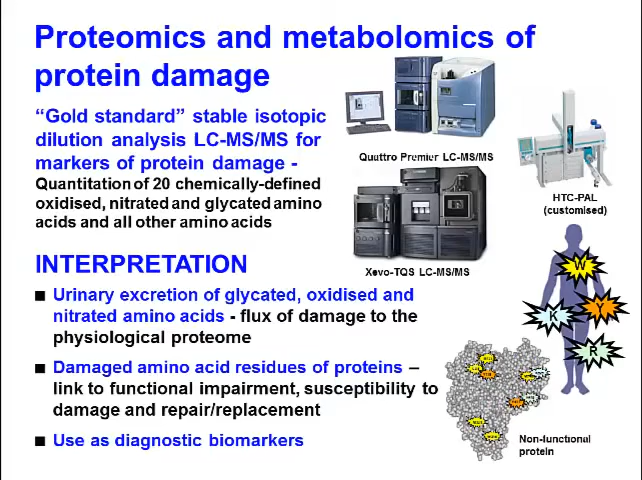 Proteomics and metabolomics of
protein damage
“Gold standard” stable isotopic
dilution analysis LC-MS/MS for
markers of protein damage -
Quantitation of 20 chemically-defined
oxidised, nitrated and glycated amino
acids and all other amino acids
Quattro Premier LC-MS/MS
HTC-PAL
(customised)
Xevo-TQS LC-MS/MS
INTERPRETATION
Urinary excretion of glycated, oxidised and
nitrated amino acids - flux of damage to the
physiological proteome
Damaged amino acid residues of proteins –
link to functional impairment, susceptibility to
damage and repair/replacement
Use as diagnostic biomarkers
W
K
Y
R
Non-functional
protein